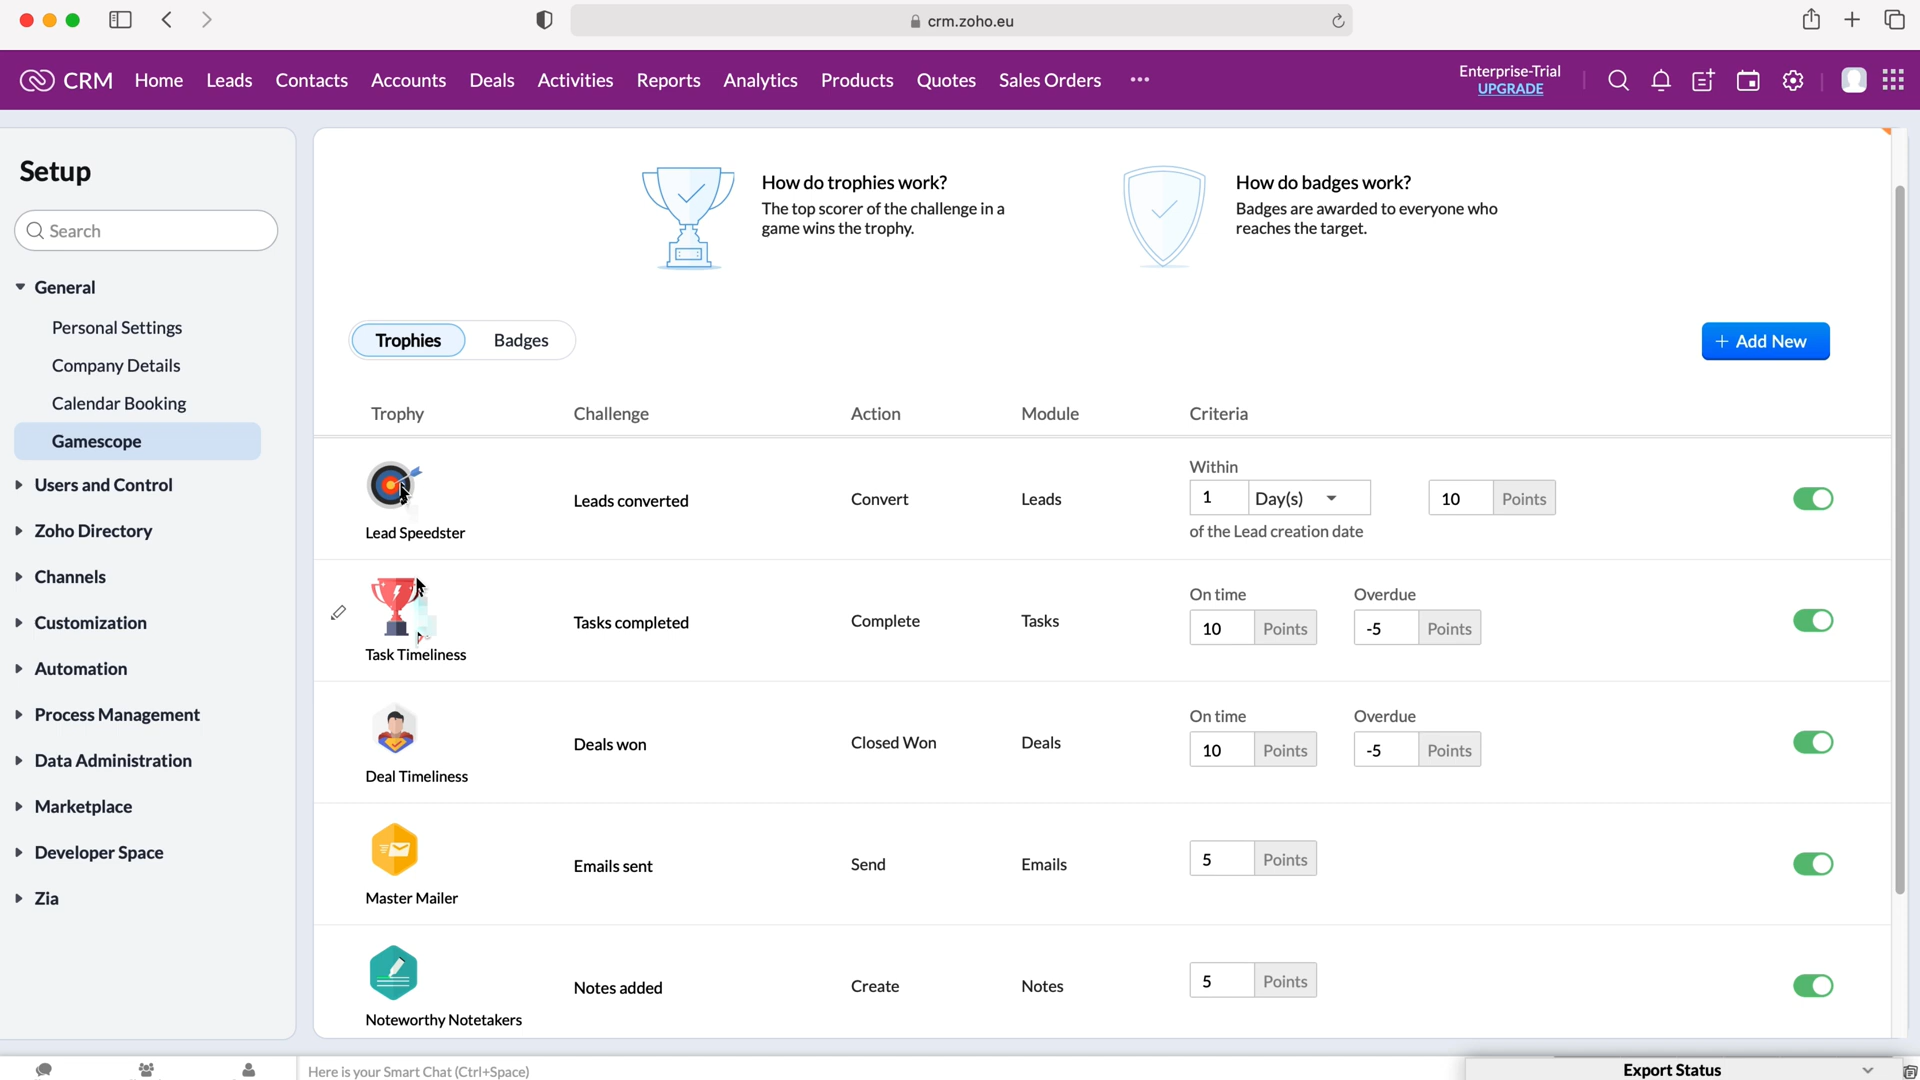 crm.zoho.eu
CRM Home Leads Contacts Accounts Deals Activities Reports Analytics Products Quotes Sales Orders
Enterprise-Trial
UPGRADE
Setup
Search
General
Personal Settings
Company Details
Calendar Booking
Gamescope
Users and Control
Zoho Directory
Channels
Customization
Automation
Process Management
Data Administration
Marketplace
Developer Space
Zia
How do trophies work?
The top scorer of the challenge in a
game wins the trophy.
How do badges work?
Badges are awarded to everyone who
reaches the target.
Trophies Badges
+ Add New
Trophy Challenge Action Module Criteria
Lead Speedster
Leads converted Convert Leads
Within
1 Day(s) 10 Points
of the Lead creation date
Task Timeliness
Tasks completed Complete Tasks
On time Overdue
10 Points -5 Points
Deal Timeliness
Deals won Closed Won Deals
On time Overdue
10 Points -5 Points
Master Mailer
Emails sent Send Emails
5 Points
Noteworthy Notetakers
Notes added Create Notes
5 Points
Here is your Smart Chat (Ctrl+Space)
Export Status